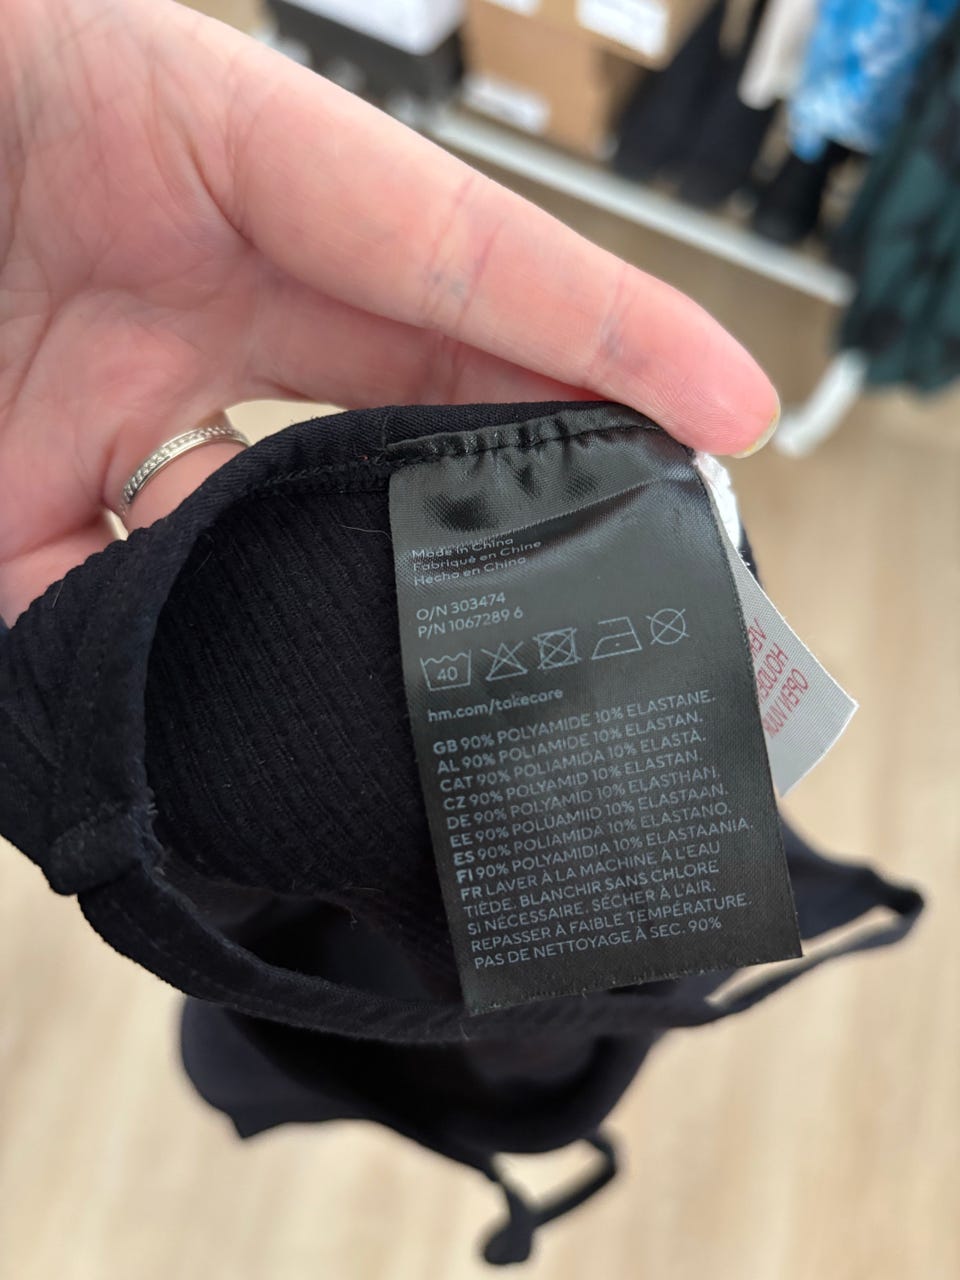 Made in China
Fabriqué en Chine
Hecho en China
O/N 303474
P/N 1067289 6
40
hm.com/takecare
GB 90% POLYAMIDE 10% ELASTANE.
AL 90% POLIAMIDE 10% ELASTAN.
CAT 90% POLIAMIDA 10% ELASTÀ.
CZ 90% POLYAMID 10% ELASTAN.
DE 90% POLYAMID 10% ELASTHAN.
EE 90% POLÜAMIID 10% ELASTAAN.
ES 90% POLIAMIDA 10% ELASTANO.
FI 90% POLYAMIDIA 10% ELASTAANIA.
FR LAVER À LA MACHINE À L'EAU
TIÈDE, BLANCHIR SANS CHLORE
SI NÉCESSAIRE, SÉCHER À L'AIR.
REPASSER À FAIBLE TEMPÉRATURE.
PAS DE NETTOYAGE À SEC. 90%